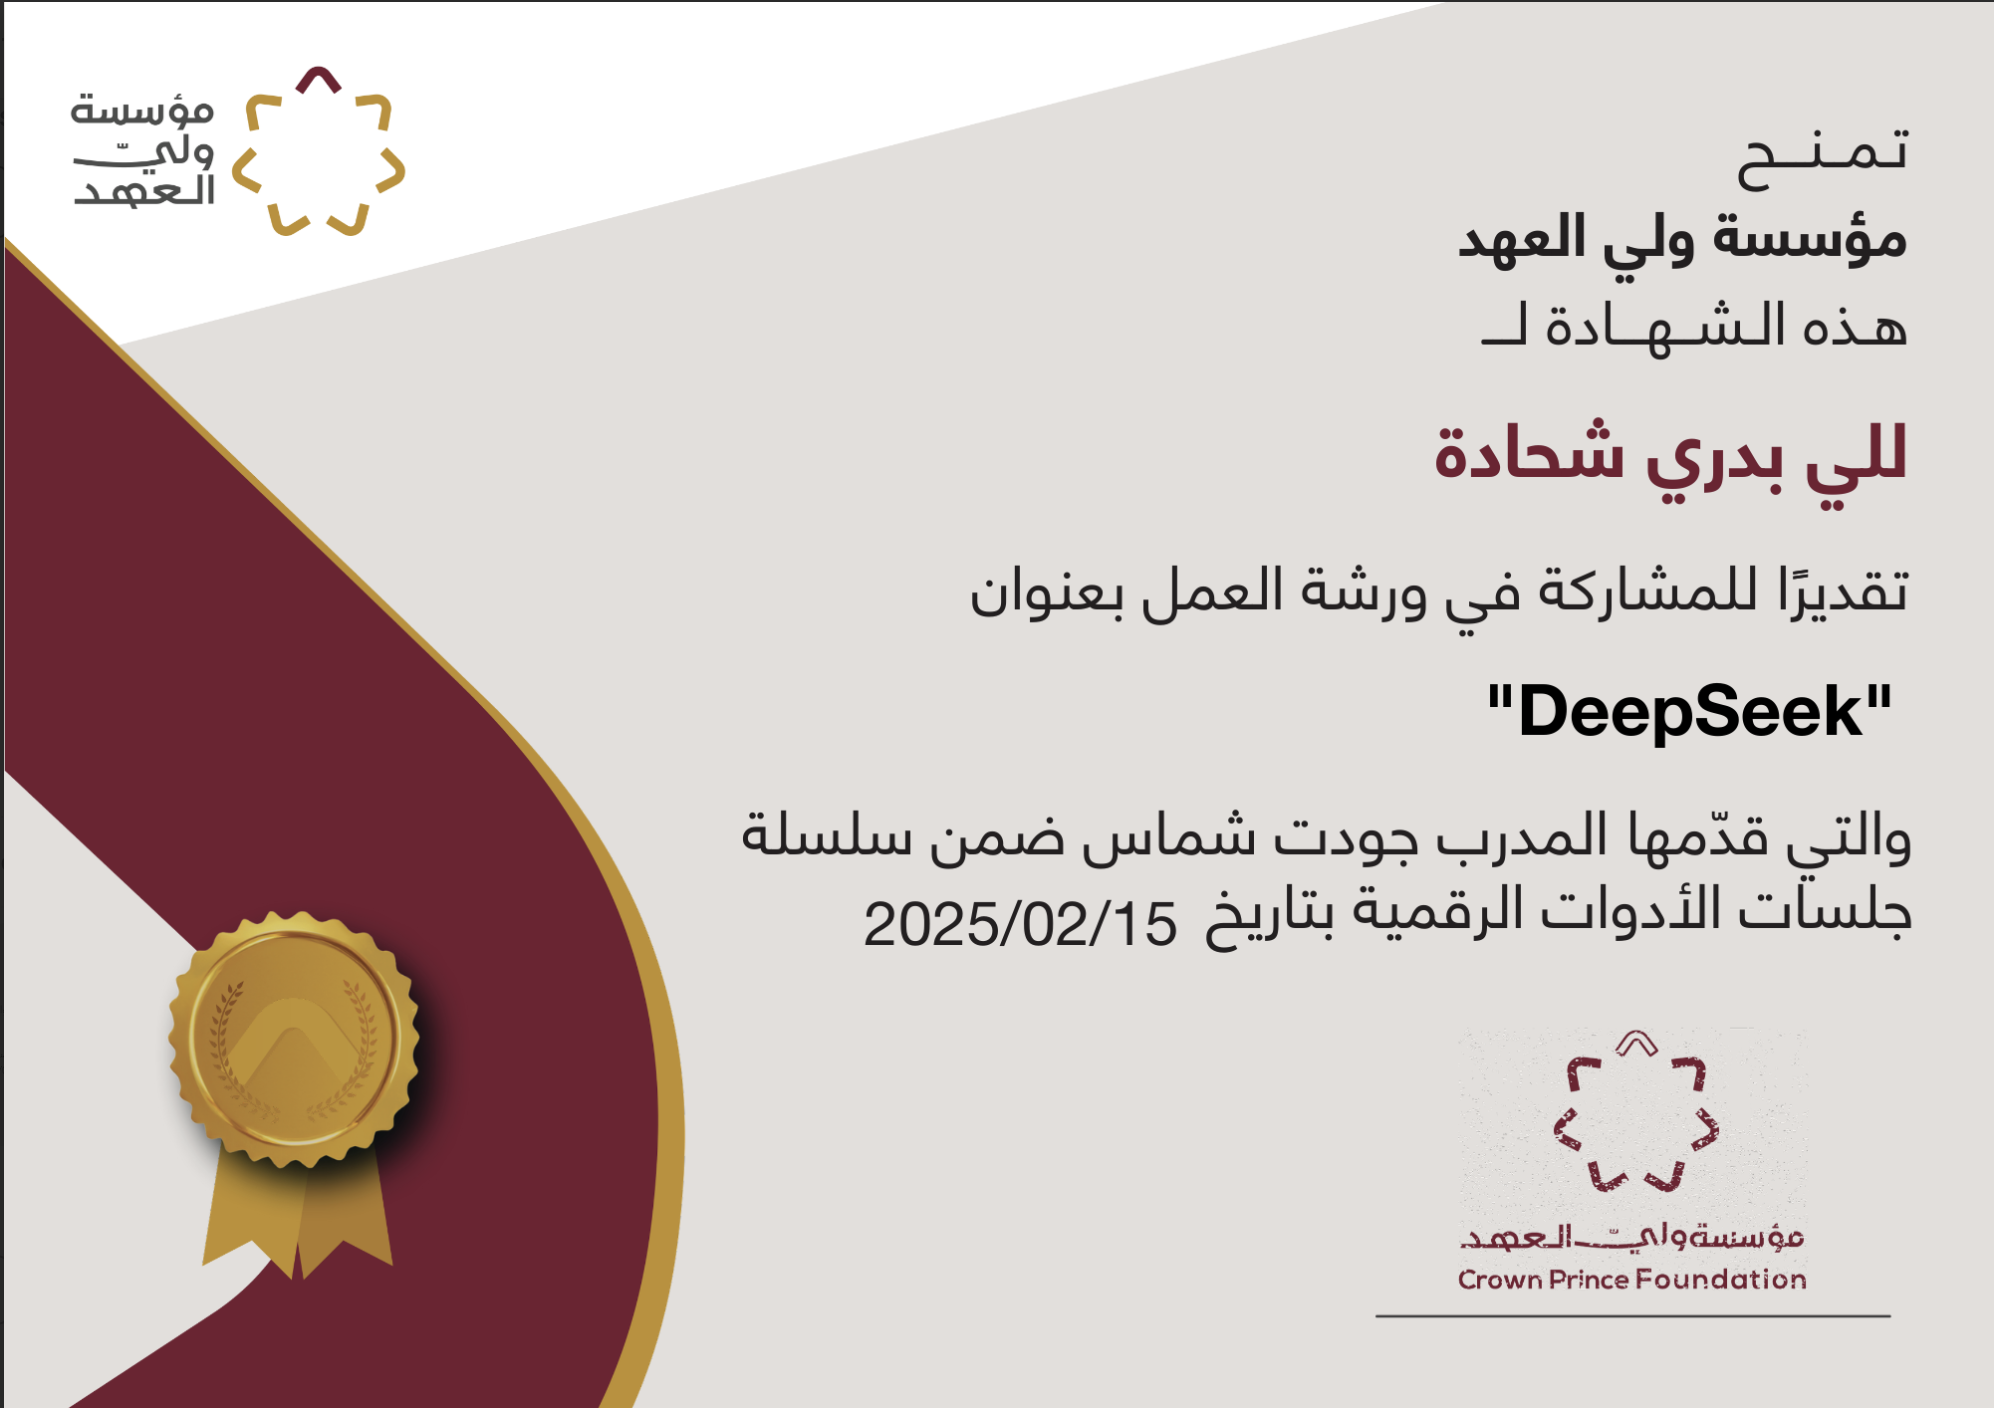 مؤسسة
وليّ
العهد
تمنح
مؤسسة ولي العهد
هذه الشهادة لـ
للي بدري شحادة
تقديرًا للمشاركة في ورشة العمل بعنوان
"DeepSeek"
والتي قدّمها المدرب جودت شماس ضمن سلسلة
جلسات الأدوات الرقمية بتاريخ 2025/02/15
مؤسسة وليّ العهد
Crown Prince Foundation